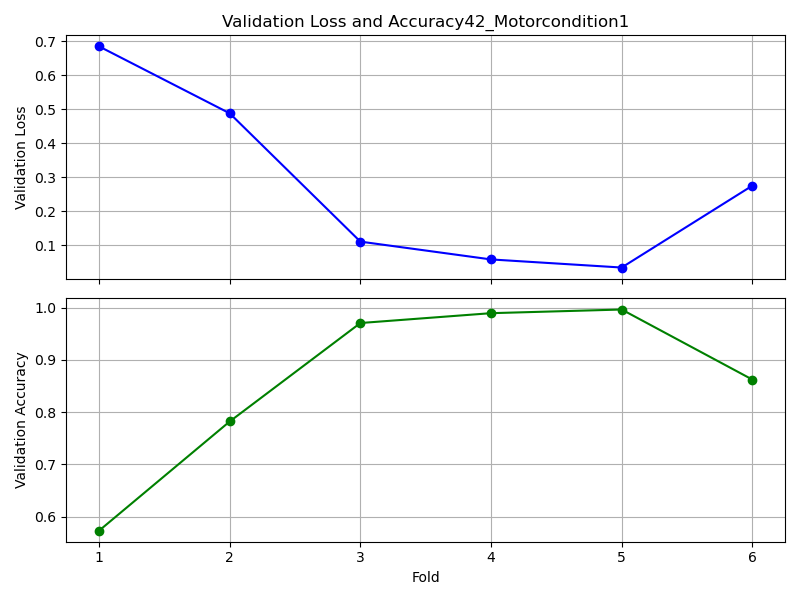 Validation Loss and Accuracy42_Motorcondition1
0.7
0.6
0.5
0.4
0.3
0.2
0.1
Validation Loss
1.0
0.9
0.8
0.7
0.6
Validation Accuracy
1 2 3 4 5 6
Fold